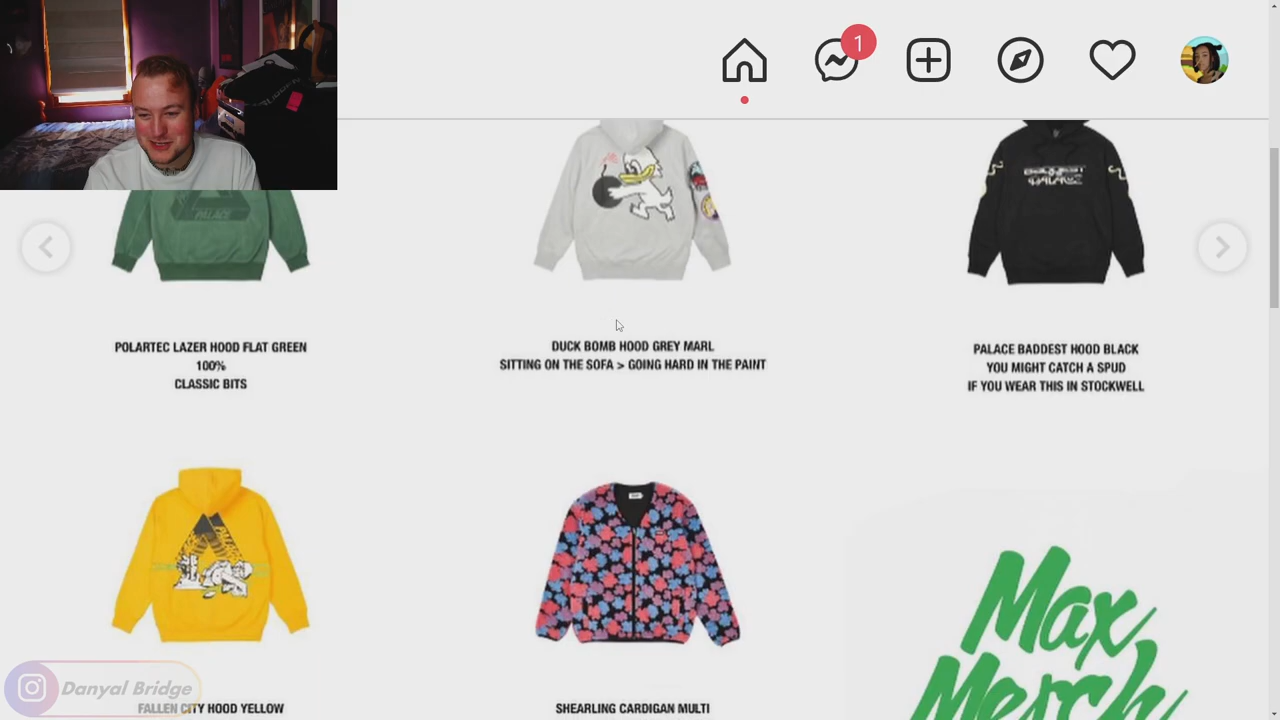 1
PALACE
POLARTEC LAZER HOOD FLAT GREEN
100%
CLASSIC BITS
DUCK BOMB HOOD GREY MARL
SITTING ON THE SOFA > GOING HARD IN THE PAINT
PALACE BADDEST HOOD BLACK
YOU MIGHT CATCH A SPUD
IF YOU WEAR THIS IN STOCKWELL
Danyal Bridge
FALLEN CITY HOOD YELLOW
SHEARLING CARDIGAN MULTI
Max
Merch